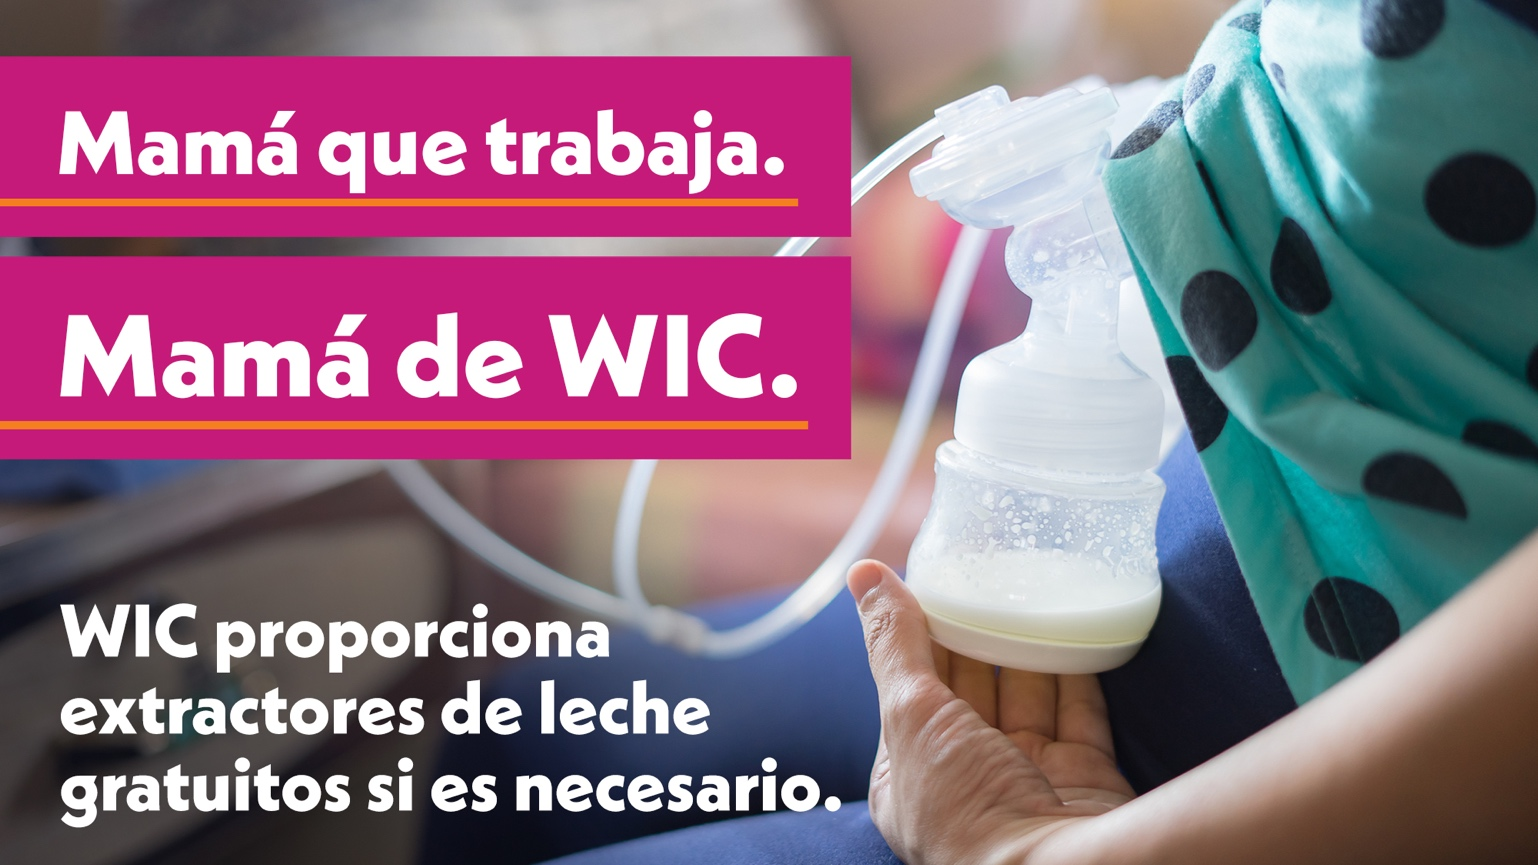 Mamá que trabaja.
Mamá de WIC.
WIC proporciona
extractores de leche
gratuitos si es necesario.